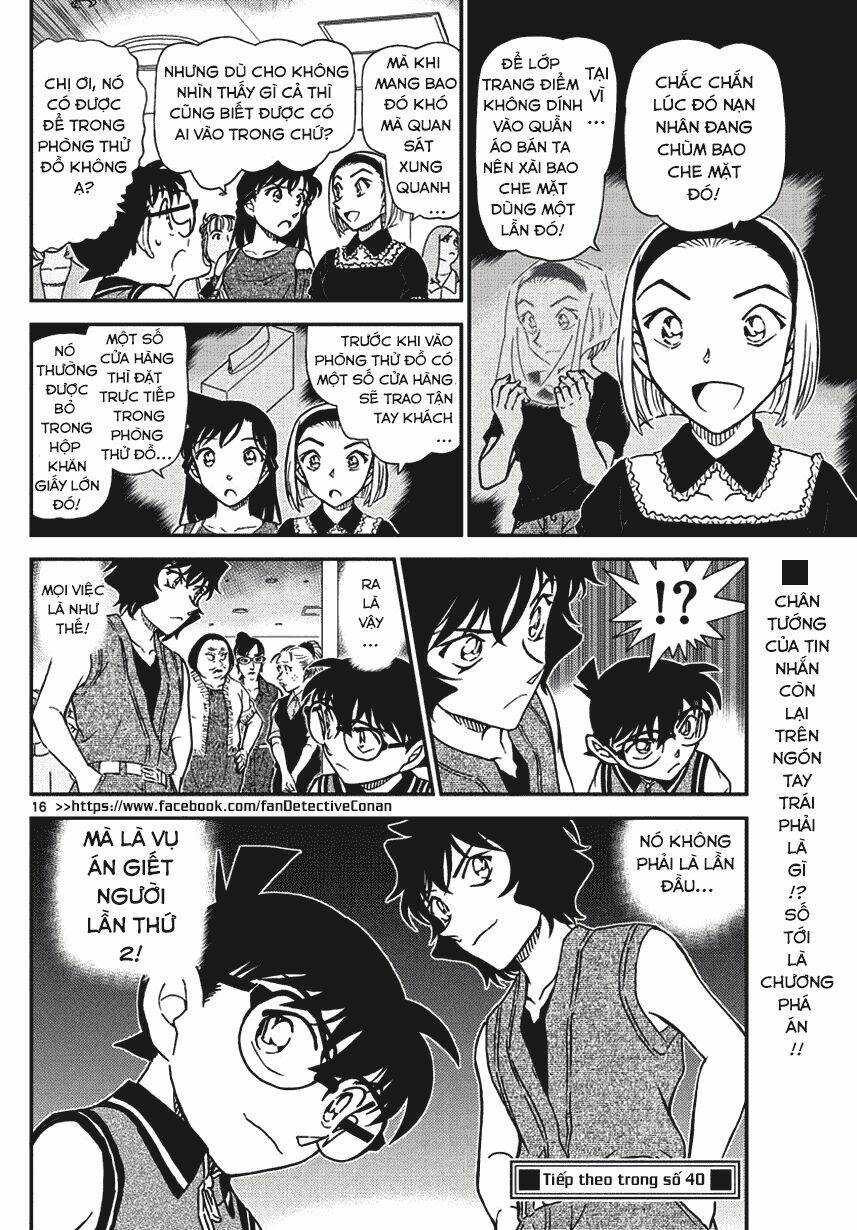 CHẮC CHẮN
LÚC ĐÓ NẠN
NHÂN ĐANG
CHÙM BAO
CHE MẶT
ĐÓ!
TẠI
VÌ
...
ĐỂ LỚP
TRANG ĐIỂM
KHÔNG DÍNH
VÀO QUẦN
ÁO BÁN TA
NÊN XÀI BAO
CHE MẶT
DÙNG MỘT
LẦN ĐÓ!
MÀ KHI
MANG BAO
ĐÓ KHÓ
MÀ QUAN
SÁT
XUNG
QUANH
...
NHƯNG DÙ CHO KHÔNG
NHÌN THẤY GÌ CẢ THÌ
CŨNG BIẾT ĐƯỢC CÓ
AI VÀO TRONG CHỨ?
CHỊ ƠI, NÓ
CÓ ĐƯỢC
ĐỂ TRONG
PHÒNG THỬ
ĐỒ KHÔNG
Ạ?
TRƯỚC KHI VÀO
PHÒNG THỬ ĐỒ CÓ
MỘT SỐ CỬA HÀNG
SẼ TRAO TẬN
TAY KHÁCH
...
MỘT SỐ
CỬA HÀNG
THÌ ĐẶT
TRỰC TIẾP
TRONG
PHÒNG
THỬ ĐỒ...
NÓ
THƯỜNG
ĐƯỢC
BỎ
TRONG
HỘP
KHĂN
GIẤY LỚN
ĐÓ!
!?
RA
LÀ
VẬY
...
MỌI VIỆC
LÀ NHƯ
THẾ!
16 >>https://www.facebook.com/fanDetectiveConan
NÓ KHÔNG
PHẢI LÀ LẦN
ĐẦU...
MÀ LÀ VỤ
ÁN GIẾT
NGƯỜI
LẦN THỨ
2!
CHÂN
TƯỚNG
CỦA TIN
NHẮN
CÒN
LẠI
TRÊN
NGÓN
TAY
TRÁI
PHẢI
LÀ
GÌ
!?
SỐ
TỚI
LÀ
CHƯƠNG
PHÁ
ÁN
!!
Tiếp theo trong số 40